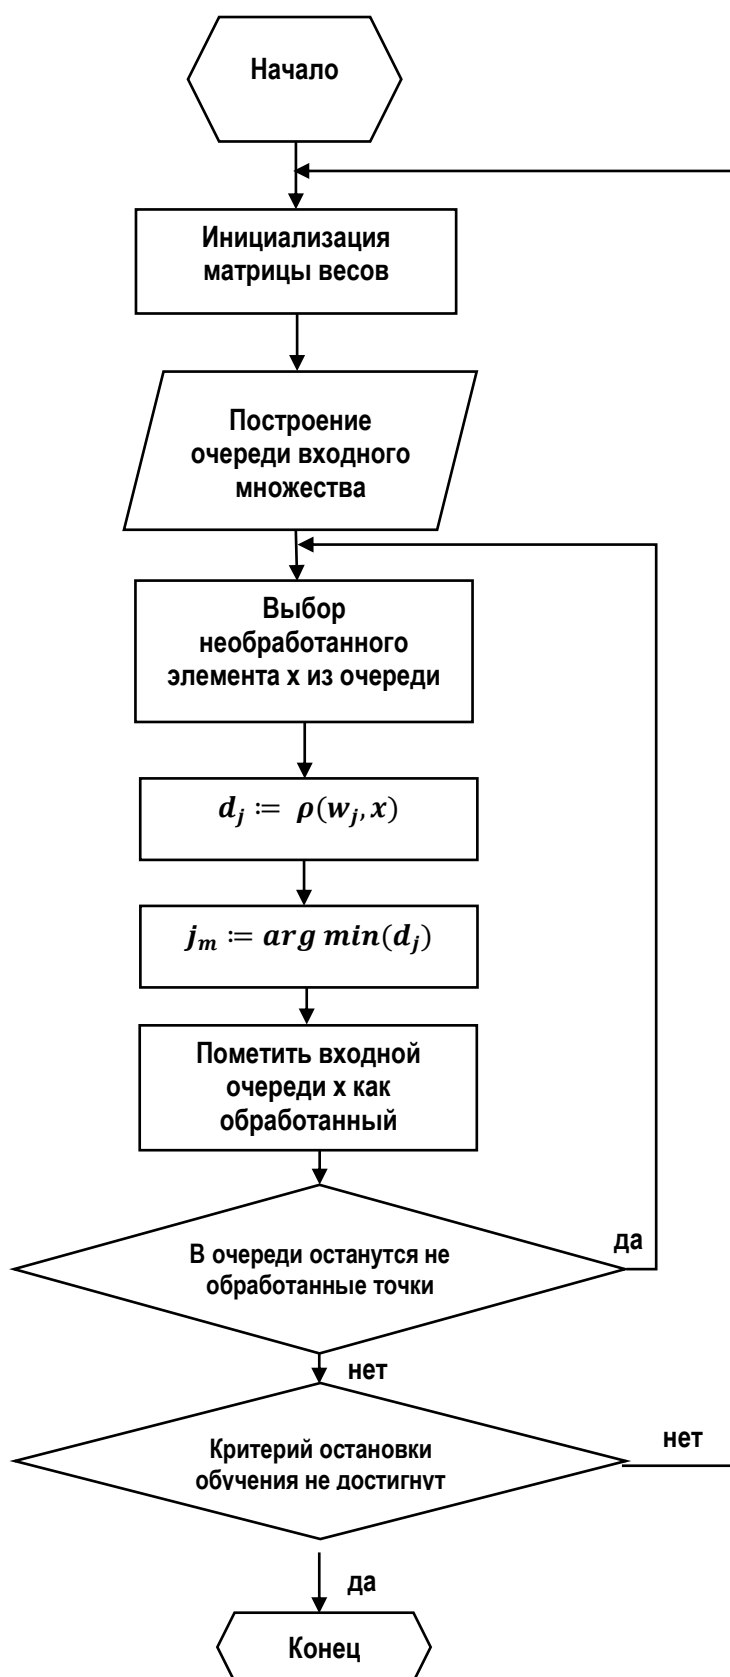 Начало
Инициализация
матрицы весов
Построение
очереди входного
множества
Выбор
необработанного
элемента x из очереди
d_j := ρ(w_j, x)
j_m := arg min(d_j)
Пометить входной
очереди x как
обработанный
да
В очереди останутся не
обработанные точки
нет
нет
Критерий остановки
обучения не достигнут
да
Конец